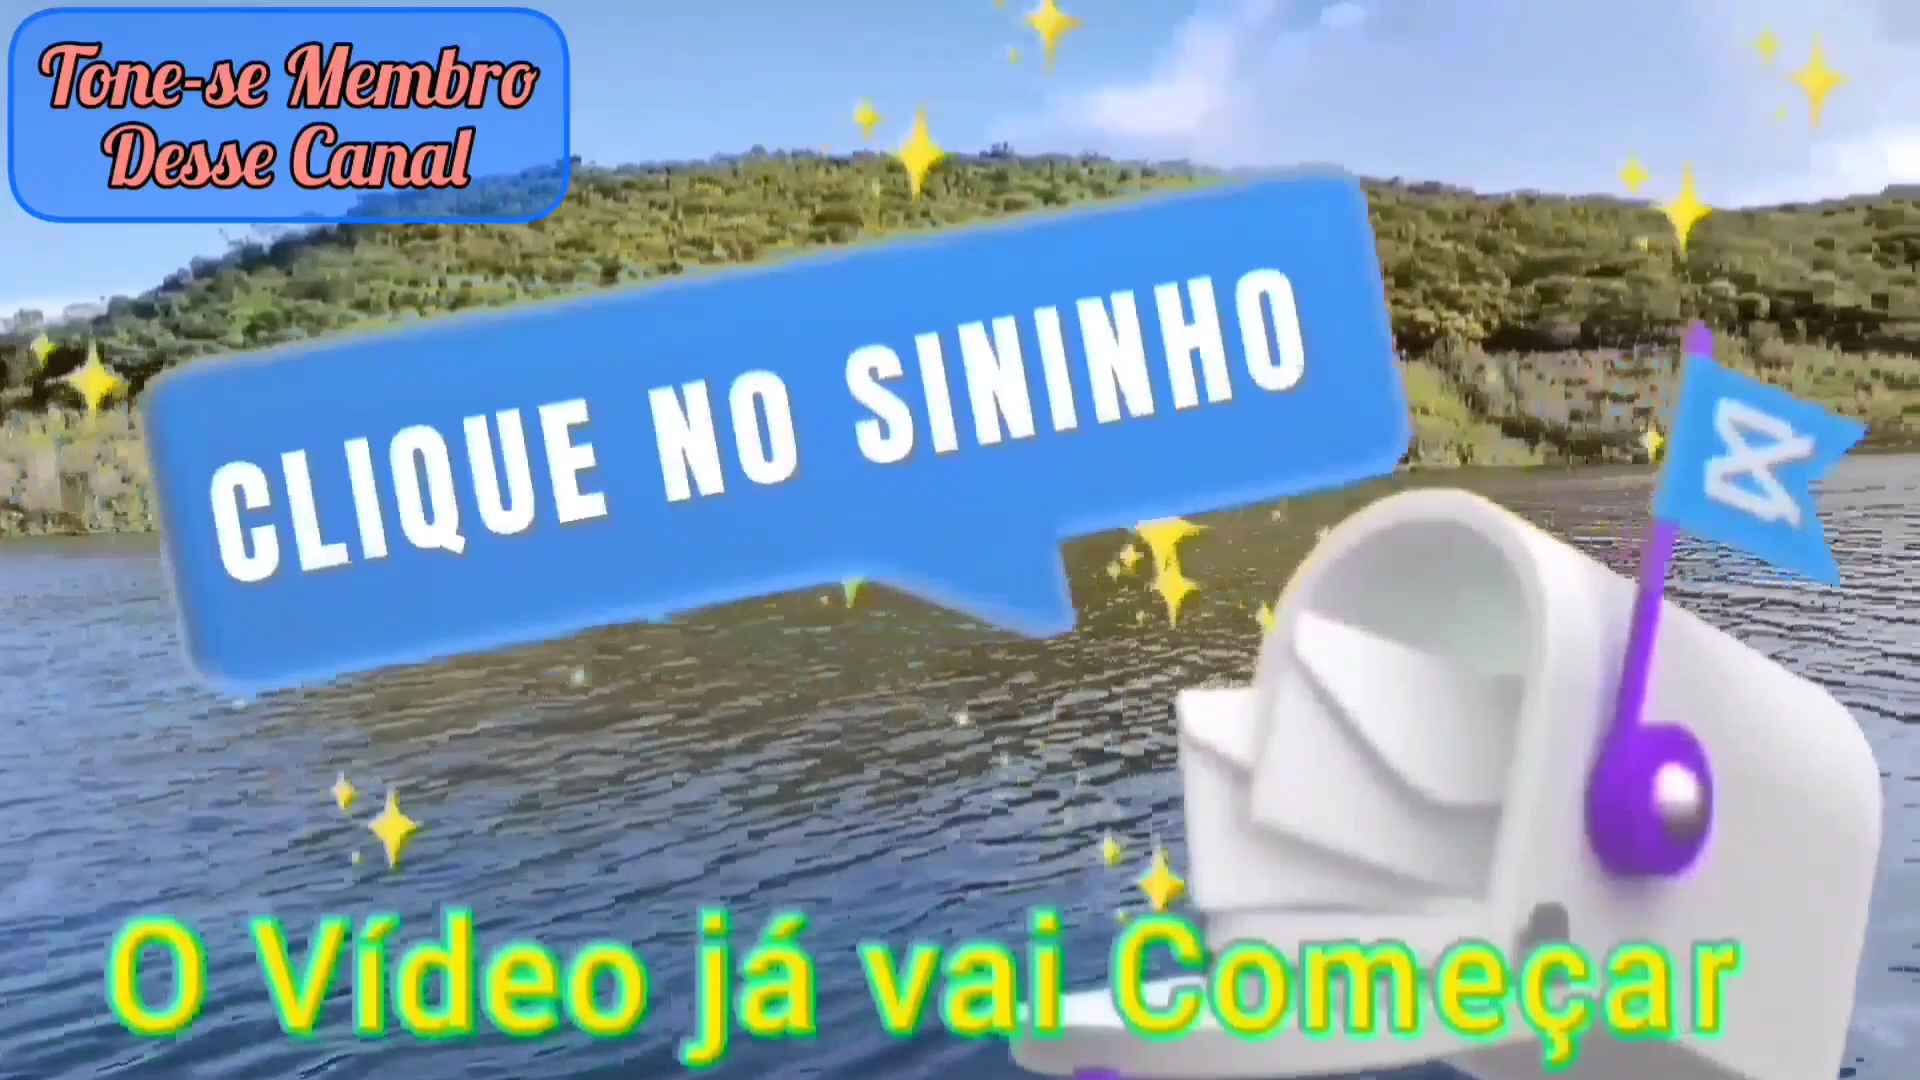 Tone-se Membro
Desse Canal
CLIQUE NO SININHO
O Vídeo já vai Começar